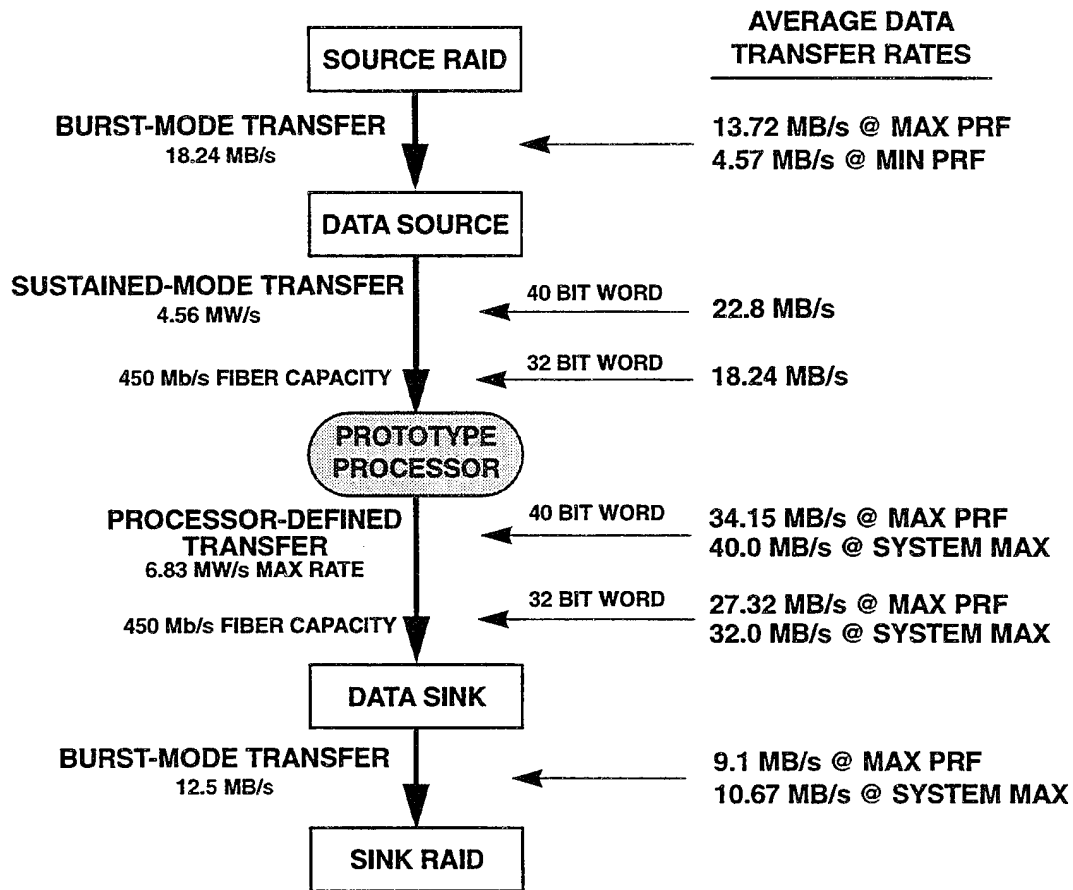 AVERAGE DATA
TRANSFER RATES
SOURCE RAID
BURST-MODE TRANSFER
18.24 MB/s
13.72 MB/s @ MAX PRF
4.57 MB/s @ MIN PRF
DATA SOURCE
SUSTAINED-MODE TRANSFER
4.56 MW/s
40 BIT WORD
22.8 MB/s
450 Mb/s FIBER CAPACITY
32 BIT WORD
18.24 MB/s
PROTOTYPE
PROCESSOR
PROCESSOR-DEFINED
TRANSFER
6.83 MW/s MAX RATE
40 BIT WORD
34.15 MB/s @ MAX PRF
40.0 MB/s @ SYSTEM MAX
450 Mb/s FIBER CAPACITY
32 BIT WORD
27.32 MB/s @ MAX PRF
32.0 MB/s @ SYSTEM MAX
DATA SINK
BURST-MODE TRANSFER
12.5 MB/s
9.1 MB/s @ MAX PRF
10.67 MB/s @ SYSTEM MAX
SINK RAID